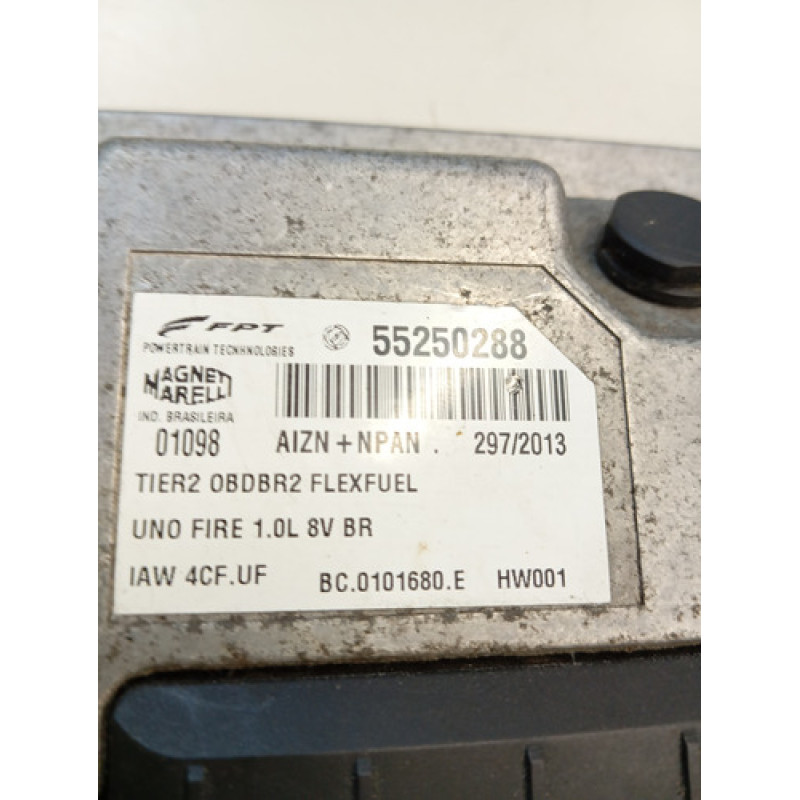 FPT 55250288
POWERTRAIN TECKHNOLOGIES
MAGNETI
MARELLI
IND. BRASILEIRA
01098 AIZN + NPAN . 297/2013
TIER2 OBDBR2 FLEXFUEL
UNO FIRE 1.0L 8V BR
IAW 4CF.UF BC.0101680.E HW001